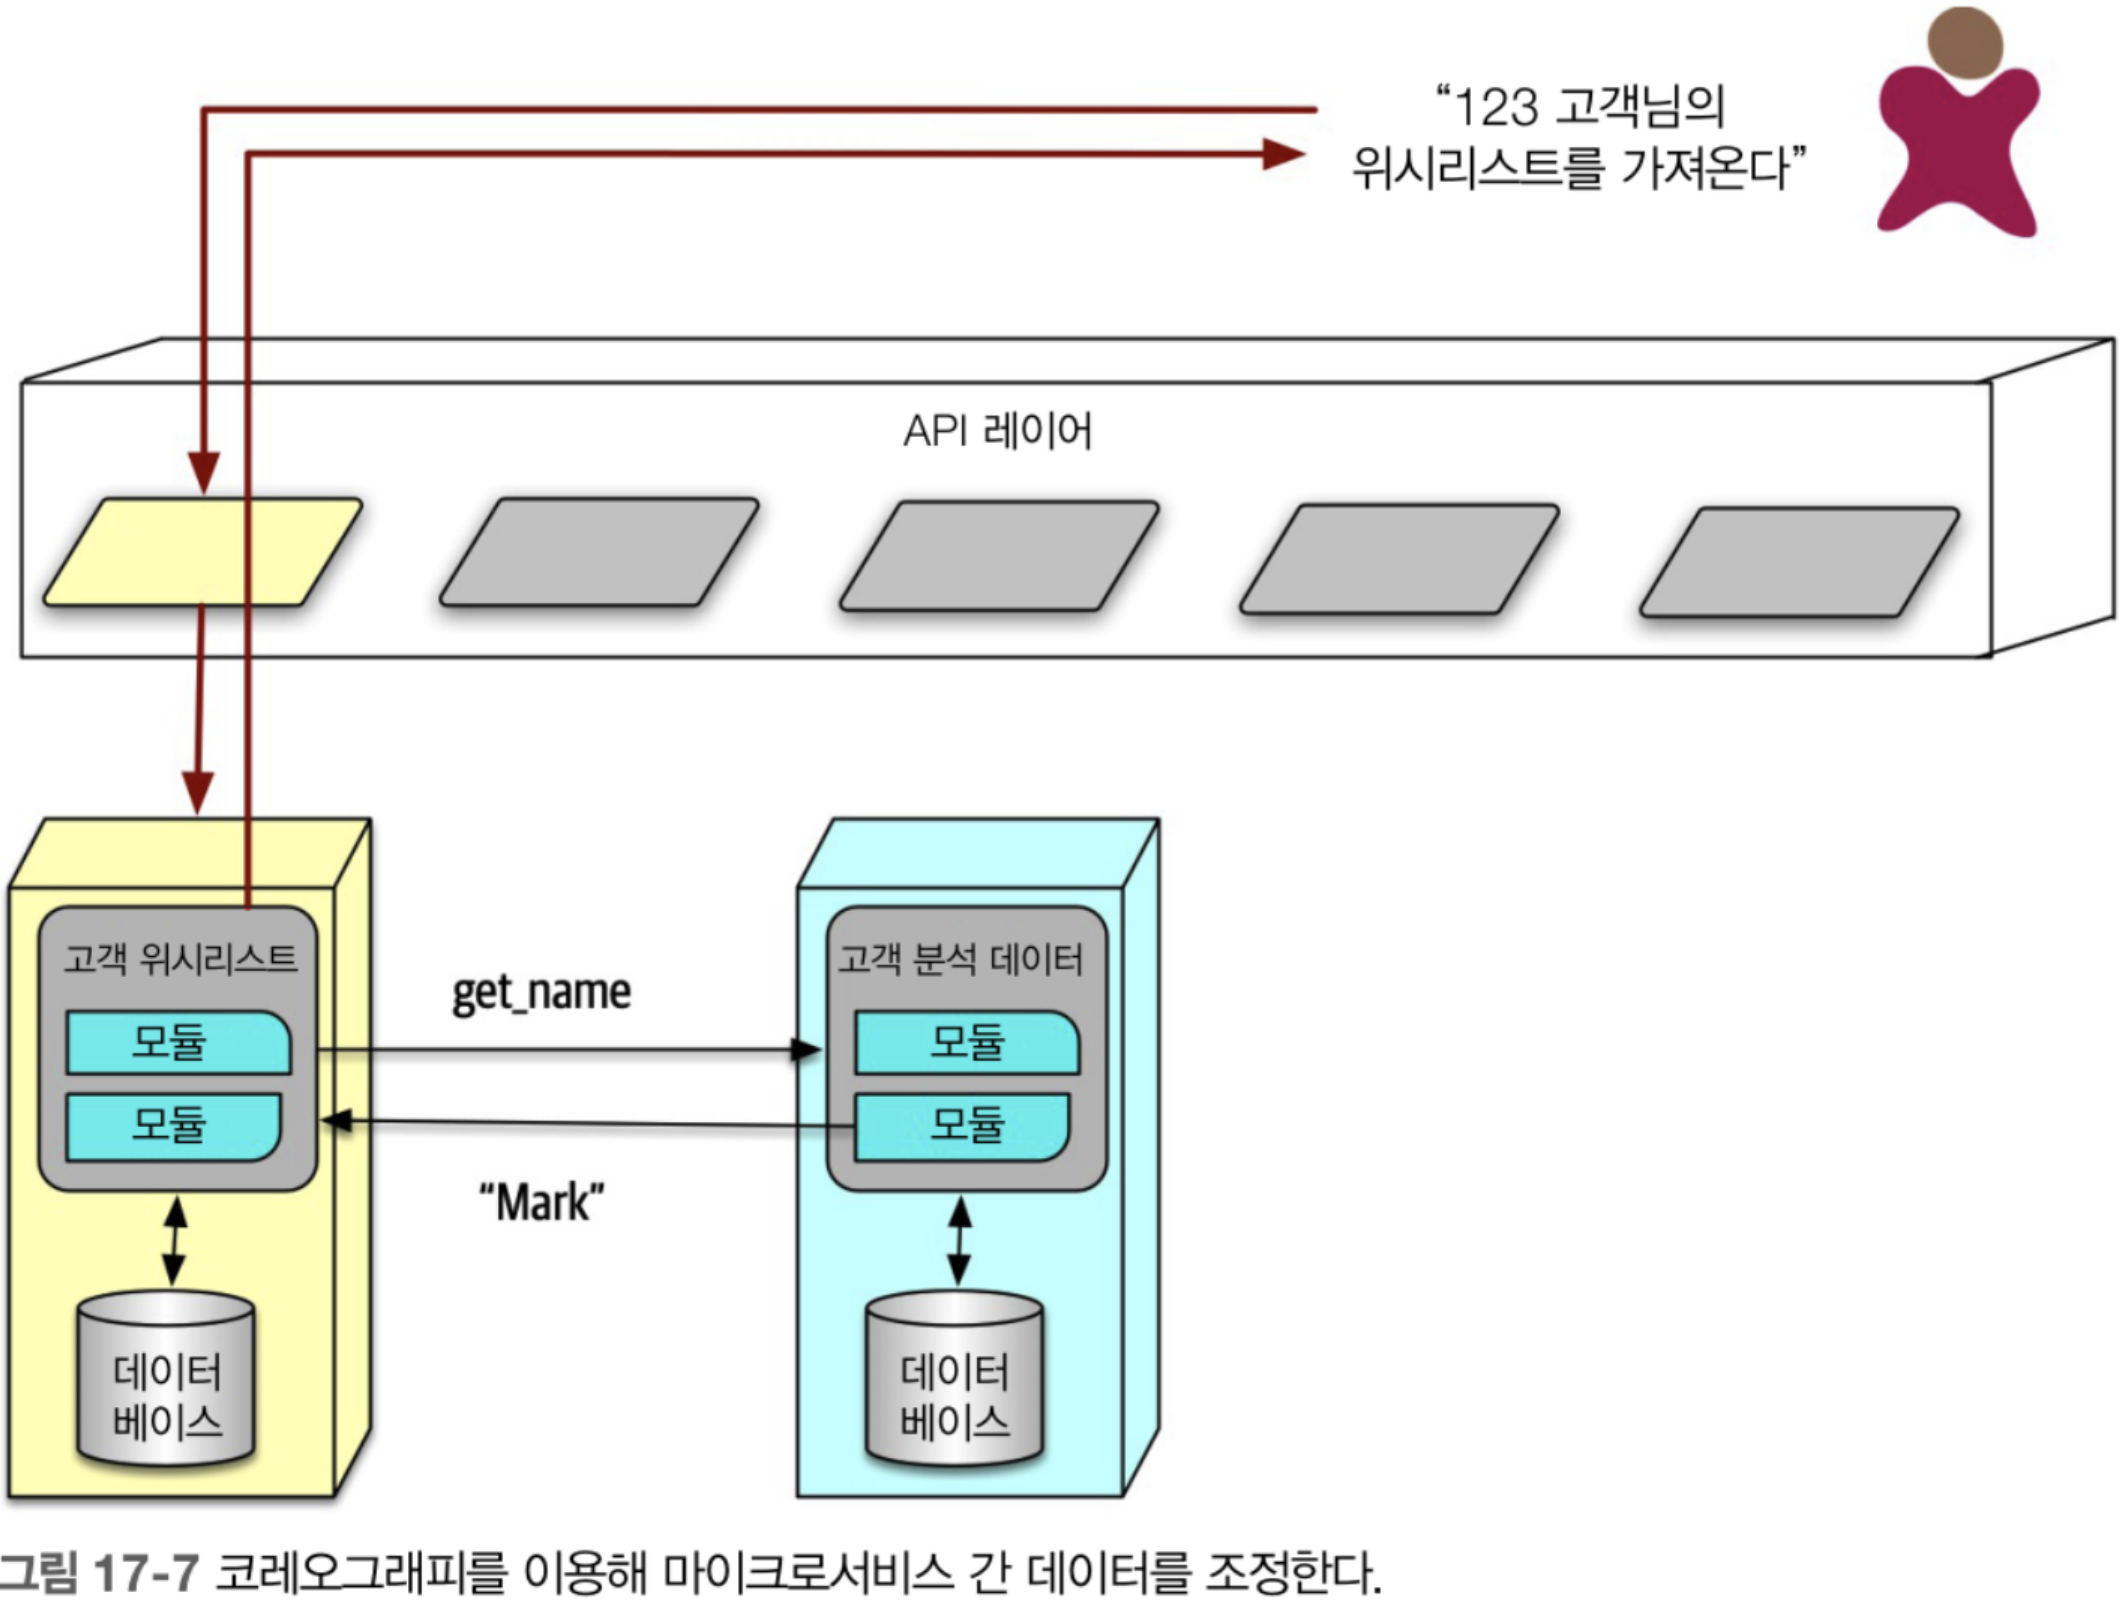 “123 고객님의
위시리스트를 가져온다”
API 레이어
고객 위시리스트
모듈
모듈
데이터
베이스
get_name
“Mark”
고객 분석 데이터
모듈
모듈
데이터
베이스
그림 17-7 코레오그래피를 이용해 마이크로서비스 간 데이터를 조정한다.